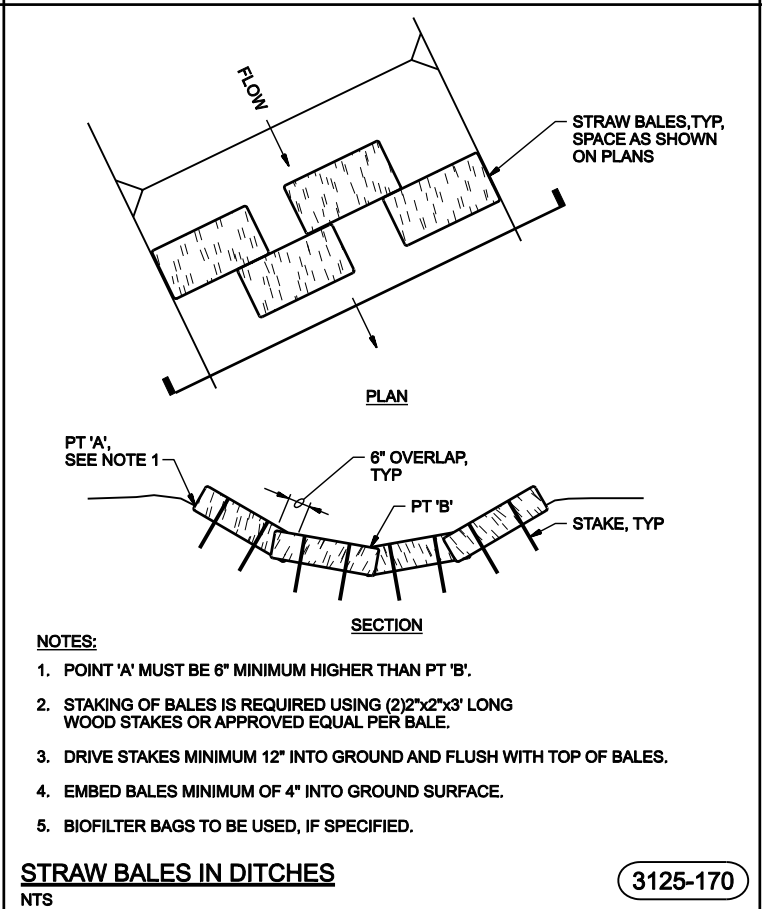 FLOW
STRAW BALES,TYP,
SPACE AS SHOWN
ON PLANS
PLAN
PT 'A',
SEE NOTE 1
6" OVERLAP,
TYP
PT 'B'
STAKE, TYP
SECTION
NOTES:
1. POINT 'A' MUST BE 6" MINIMUM HIGHER THAN PT 'B'.
2. STAKING OF BALES IS REQUIRED USING (2)2"x2"x3' LONG
WOOD STAKES OR APPROVED EQUAL PER BALE.
3. DRIVE STAKES MINIMUM 12" INTO GROUND AND FLUSH WITH TOP OF BALES.
4. EMBED BALES MINIMUM OF 4" INTO GROUND SURFACE.
5. BIOFILTER BAGS TO BE USED, IF SPECIFIED.
STRAW BALES IN DITCHES
NTS
3125-170